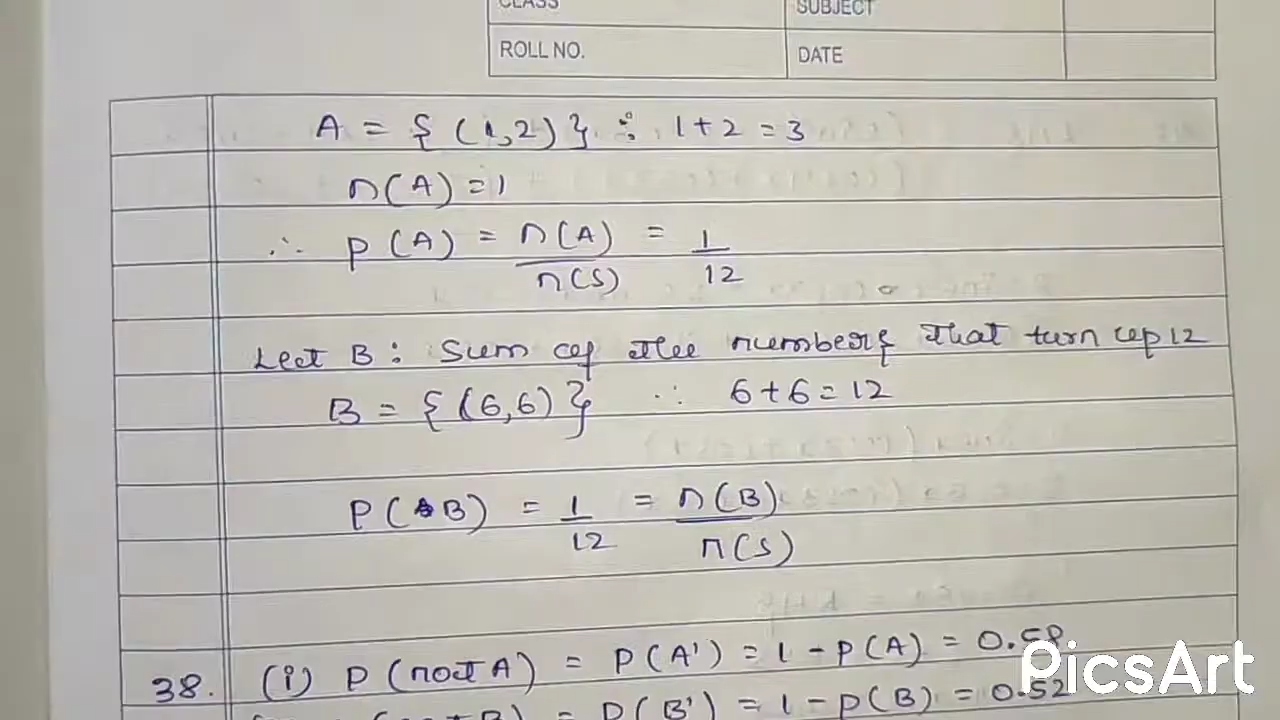 CLASS SUBJECT
ROLL NO. DATE
A = { (1,2) } ∵ 1+2 = 3
n(A) = 1
∴ P(A) = n(A)/n(S) = 1/12
Let B : Sum of the numbers that turn up 12
B = { (6,6) } ∴ 6+6 = 12
P(B) = 1/12 = n(B)/n(S)
38. (i) P(not A) = P(A') = 1 - P(A) = 0.58
= P(B') = 1 - P(B) = 0.52
PicsArt